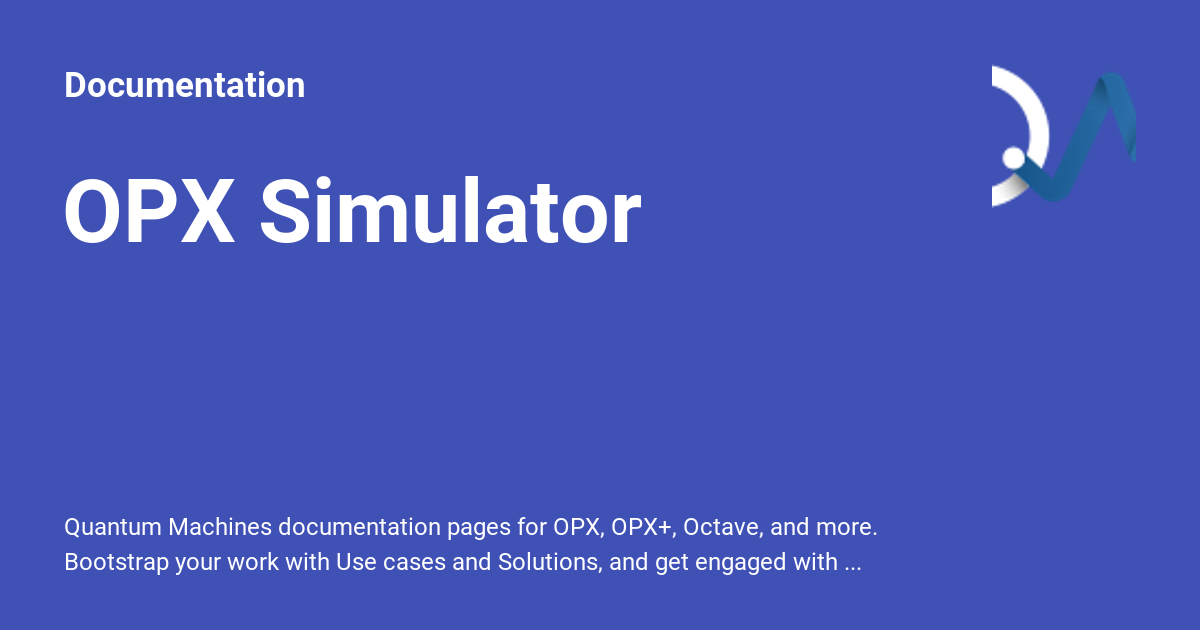 Documentation
OPX Simulator
Quantum Machines documentation pages for OPX, OPX+, Octave, and more.
Bootstrap your work with Use cases and Solutions, and get engaged with ...